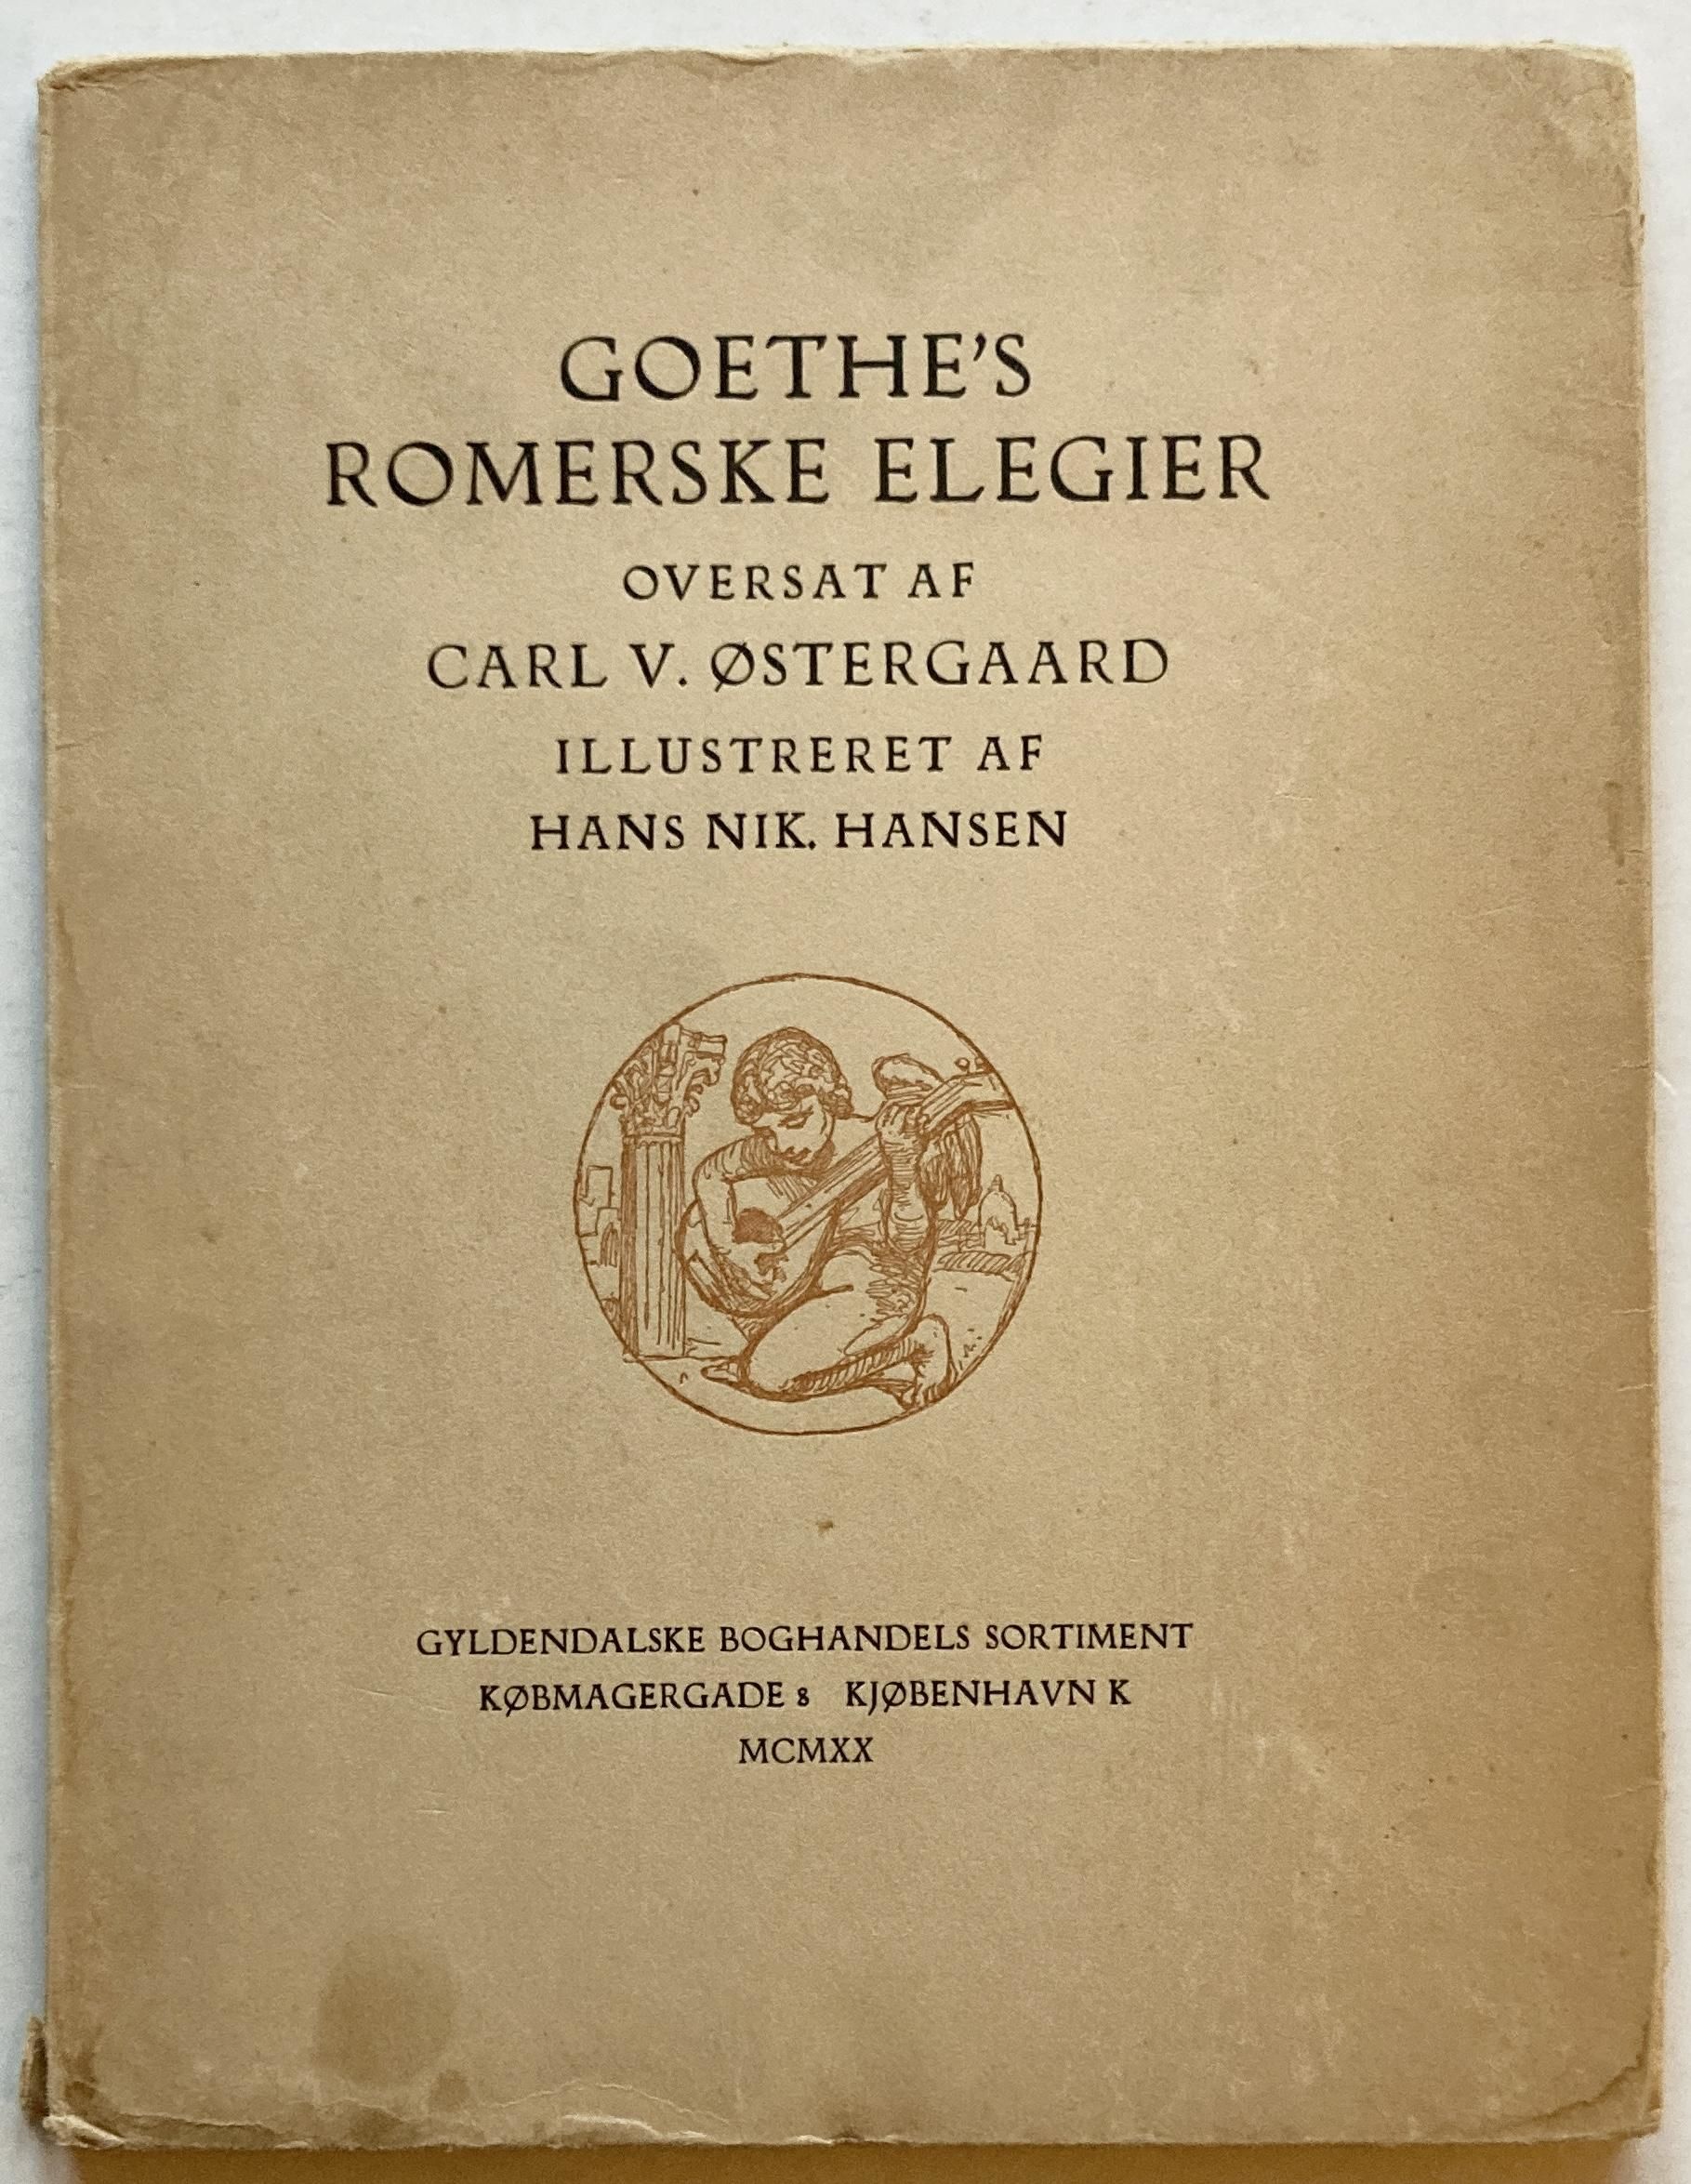 GOETHE'S
ROMERSKE ELEGIER
OVERSAT AF
CARL V. ØSTERGAARD
ILLUSTRERET AF
HANS NIK. HANSEN
GYLDENDALSKE BOGHANDELS SORTIMENT
KØBMAGERGADE 8 KJØBENHAVN K
MCMXX